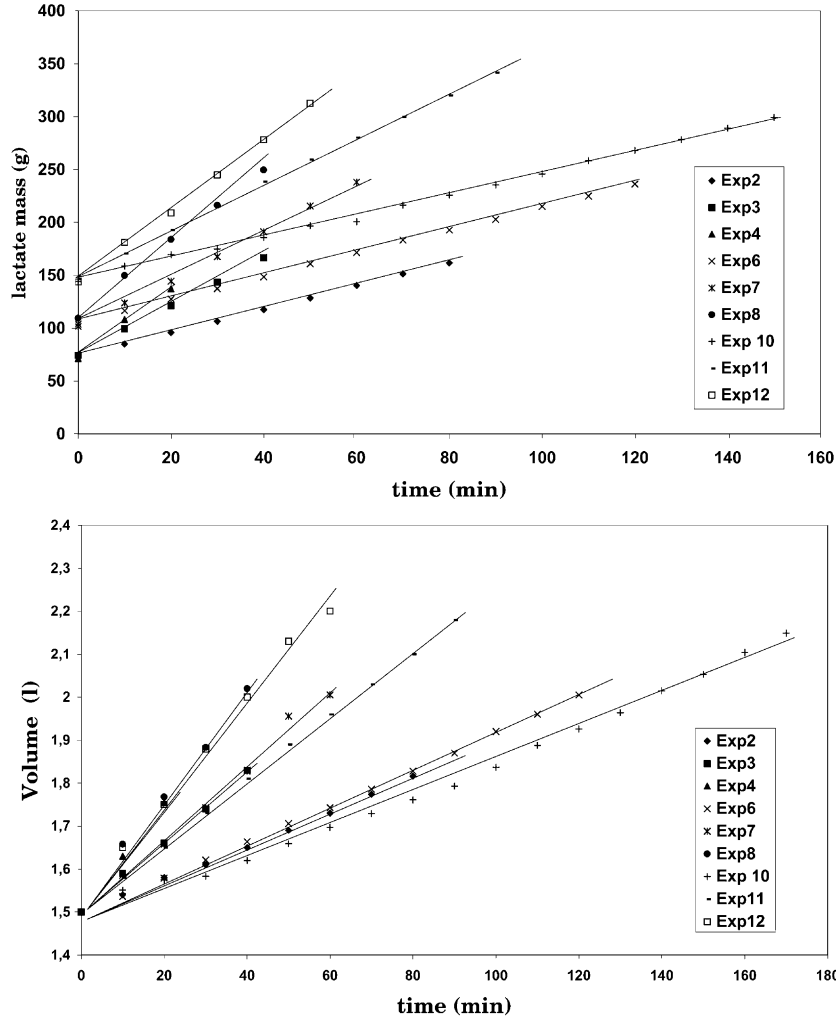 400
350
300
250
200
150
100
50
0
lactate mass (g)
0 20 40 60 80 100 120 140 160
time (min)
Exp2
Exp3
Exp4
Exp6
Exp7
Exp8
Exp 10
Exp11
Exp12
2,4
2,3
2,2
2,1
2
1,9
1,8
1,7
1,6
1,5
1,4
Volume (l)
0 20 40 60 80 100 120 140 160 180
time (min)
Exp2
Exp3
Exp4
Exp6
Exp7
Exp8
Exp 10
Exp11
Exp12